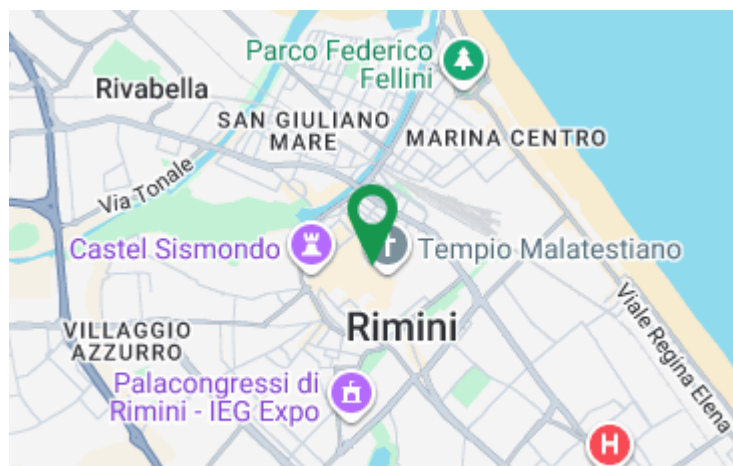 Parco Federico
Fellini
Rivabella
SAN GIULIANO
MARE
MARINA CENTRO
Via Tonale
Castel Sismondo
Tempio Malatestiano
Rimini
VILLAGGIO
AZZURRO
Viale Regina Elena
Palacongressi di
Rimini - IEG Expo
H